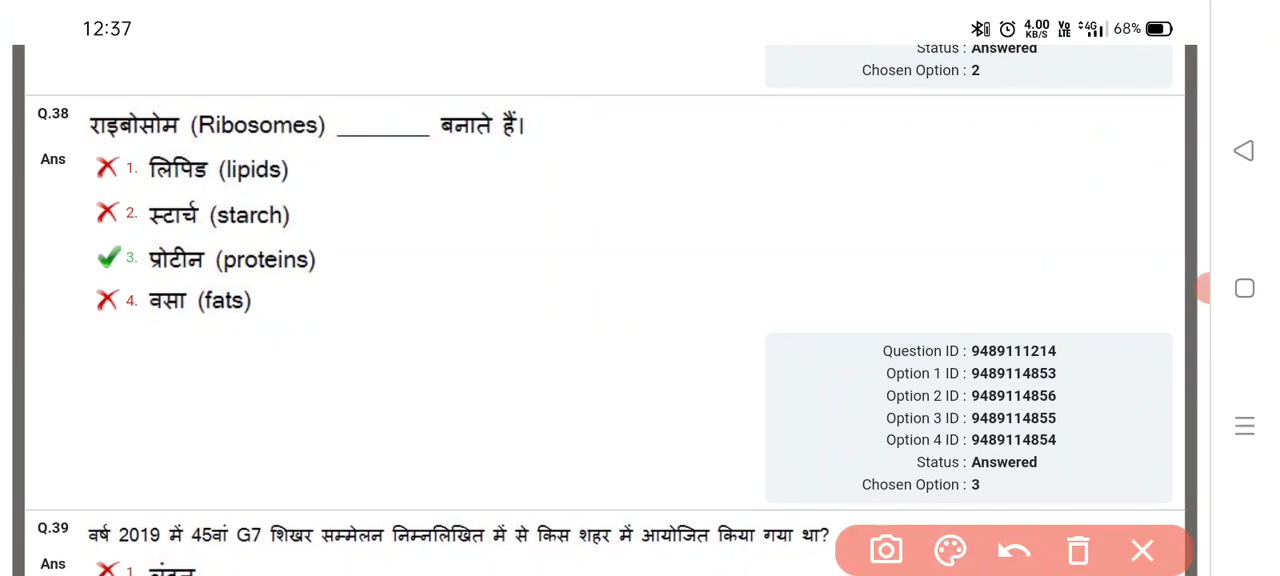 12:37
4.00 KB/S Vo LTE 4G 68%
Status : Answered
Chosen Option : 2
Q.38 राइबोसोम (Ribosomes) ________ बनाते हैं।
Ans 1. लिपिड (lipids)
2. स्टार्च (starch)
3. प्रोटीन (proteins)
4. वसा (fats)
Question ID : 9489111214
Option 1 ID : 9489114853
Option 2 ID : 9489114856
Option 3 ID : 9489114855
Option 4 ID : 9489114854
Status : Answered
Chosen Option : 3
Q.39 वर्ष 2019 में 45वां G7 शिखर सम्मेलन निम्नलिखित में से किस शहर में आयोजित किया गया था?
Ans 1.